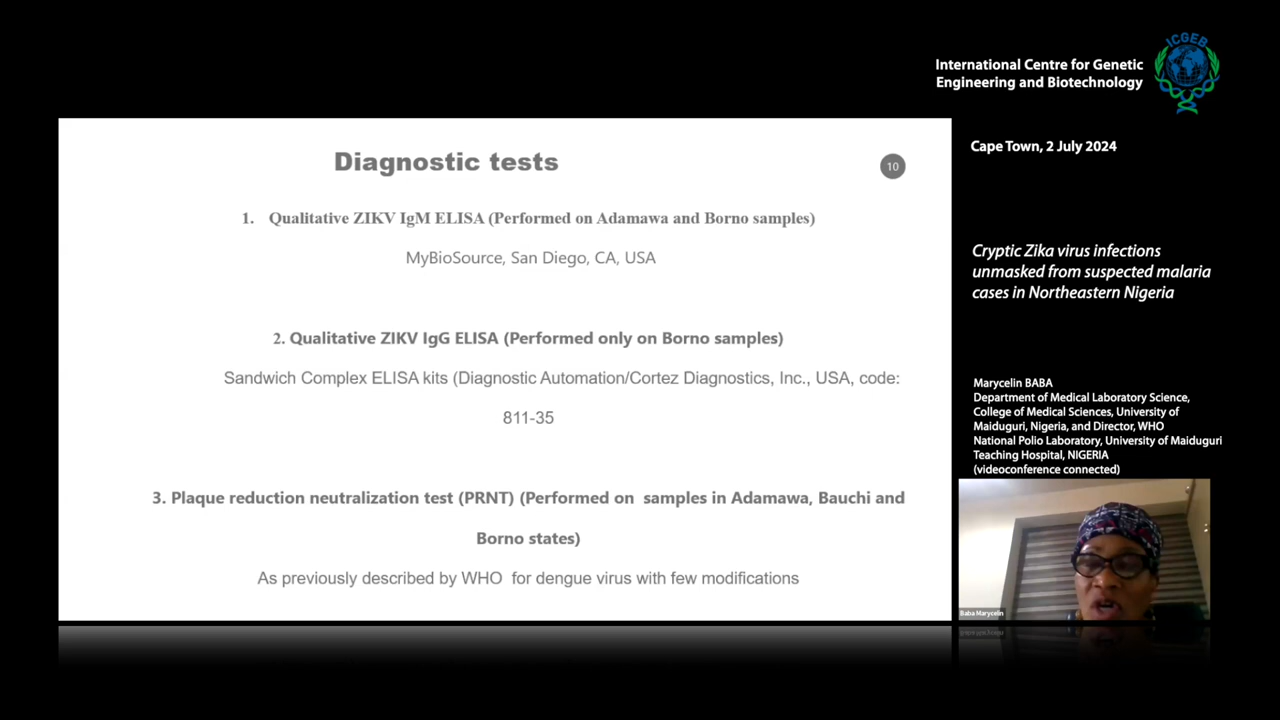 ICGEB
International Centre for Genetic
Engineering and Biotechnology
Cape Town, 2 July 2024
Diagnostic tests
10
1. Qualitative ZIKV IgM ELISA (Performed on Adamawa and Borno samples)
MyBioSource, San Diego, CA, USA
2. Qualitative ZIKV IgG ELISA (Performed only on Borno samples)
Sandwich Complex ELISA kits (Diagnostic Automation/Cortez Diagnostics, Inc., USA, code:
811-35
3. Plaque reduction neutralization test (PRNT) (Performed on samples in Adamawa, Bauchi and
Borno states)
As previously described by WHO for dengue virus with few modifications
Cryptic Zika virus infections
unmasked from suspected malaria
cases in Northeastern Nigeria
Marycelin BABA
Department of Medical Laboratory Science,
College of Medical Sciences, University of
Maiduguri, Nigeria, and Director, WHO
National Polio Laboratory, University of Maiduguri
Teaching Hospital, NIGERIA
(videoconference connected)
Baba Marycelin